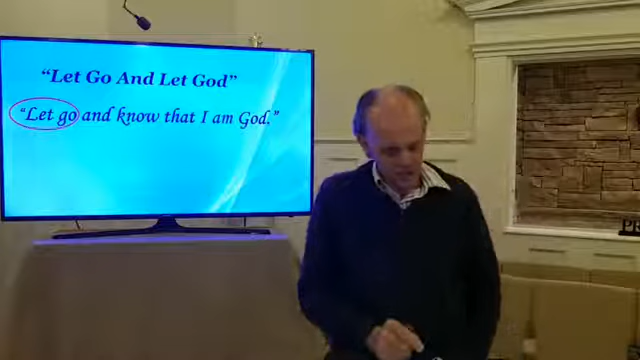 “Let Go And Let God”
“Let go and know that I am God.”